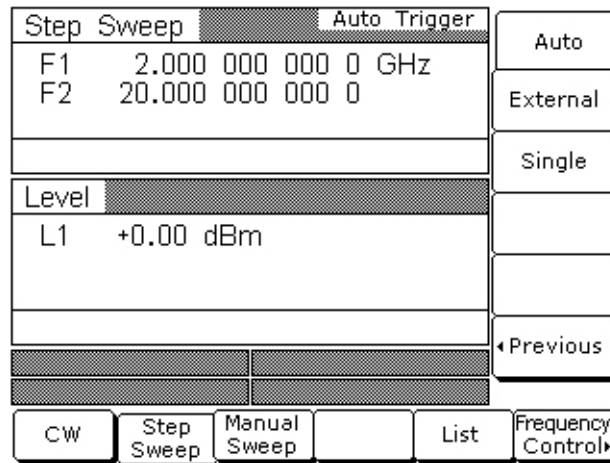 Step Sweep
Auto Trigger
F1 2.000 000 000 0 GHz
F2 20.000 000 000 0
Level
L1 +0.00 dBm
Auto
External
Single
Previous
CW
Step
Sweep
Manual
Sweep
List
Frequency
Control